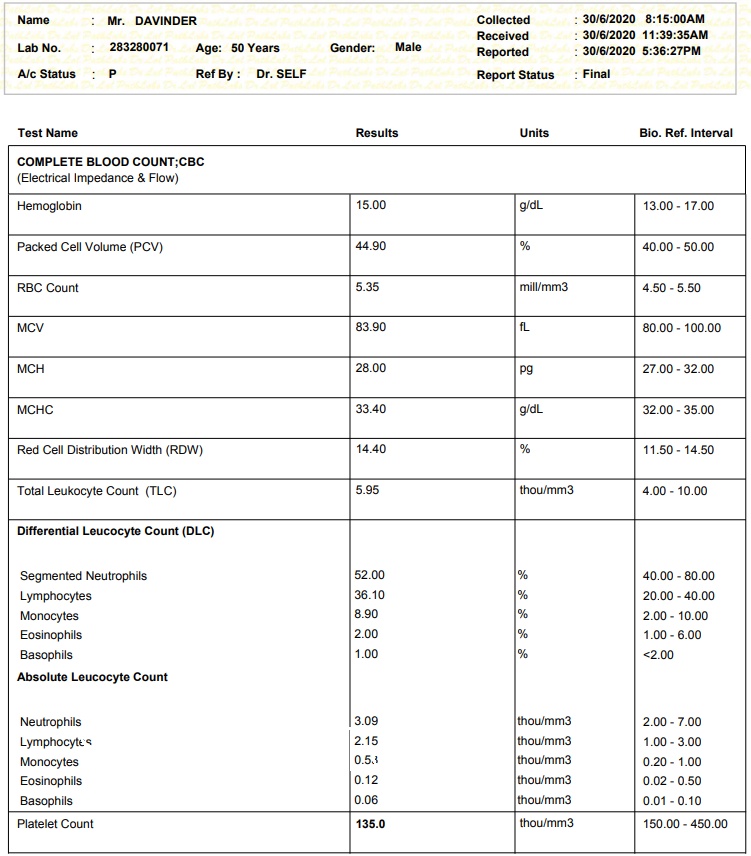 Name : Mr. DAVINDER Collected : 30/6/2020 8:15:00AM
Received : 30/6/2020 11:39:35AM
Lab No. : 283280071 Age: 50 Years Gender: Male Reported : 30/6/2020 5:36:27PM
A/c Status : P Ref By : Dr. SELF Report Status : Final
Test Name Results Units Bio. Ref. Interval
COMPLETE BLOOD COUNT;CBC
(Electrical Impedance & Flow)
Hemoglobin 15.00 g/dL 13.00 - 17.00
Packed Cell Volume (PCV) 44.90 % 40.00 - 50.00
RBC Count 5.35 mill/mm3 4.50 - 5.50
MCV 83.90 fL 80.00 - 100.00
MCH 28.00 pg 27.00 - 32.00
MCHC 33.40 g/dL 32.00 - 35.00
Red Cell Distribution Width (RDW) 14.40 % 11.50 - 14.50
Total Leukocyte Count (TLC) 5.95 thou/mm3 4.00 - 10.00
Differential Leucocyte Count (DLC)
Segmented Neutrophils 52.00 % 40.00 - 80.00
Lymphocytes 36.10 % 20.00 - 40.00
Monocytes 8.90 % 2.00 - 10.00
Eosinophils 2.00 % 1.00 - 6.00
Basophils 1.00 % <2.00
Absolute Leucocyte Count
Neutrophils 3.09 thou/mm3 2.00 - 7.00
Lymphocytes 2.15 thou/mm3 1.00 - 3.00
Monocytes thou/mm3 0.20 - 1.00
Eosinophils 0.12 thou/mm3 0.02 - 0.50
Basophils 0.06 thou/mm3 0.01 - 0.10
Platelet Count 135.0 thou/mm3 150.00 - 450.00